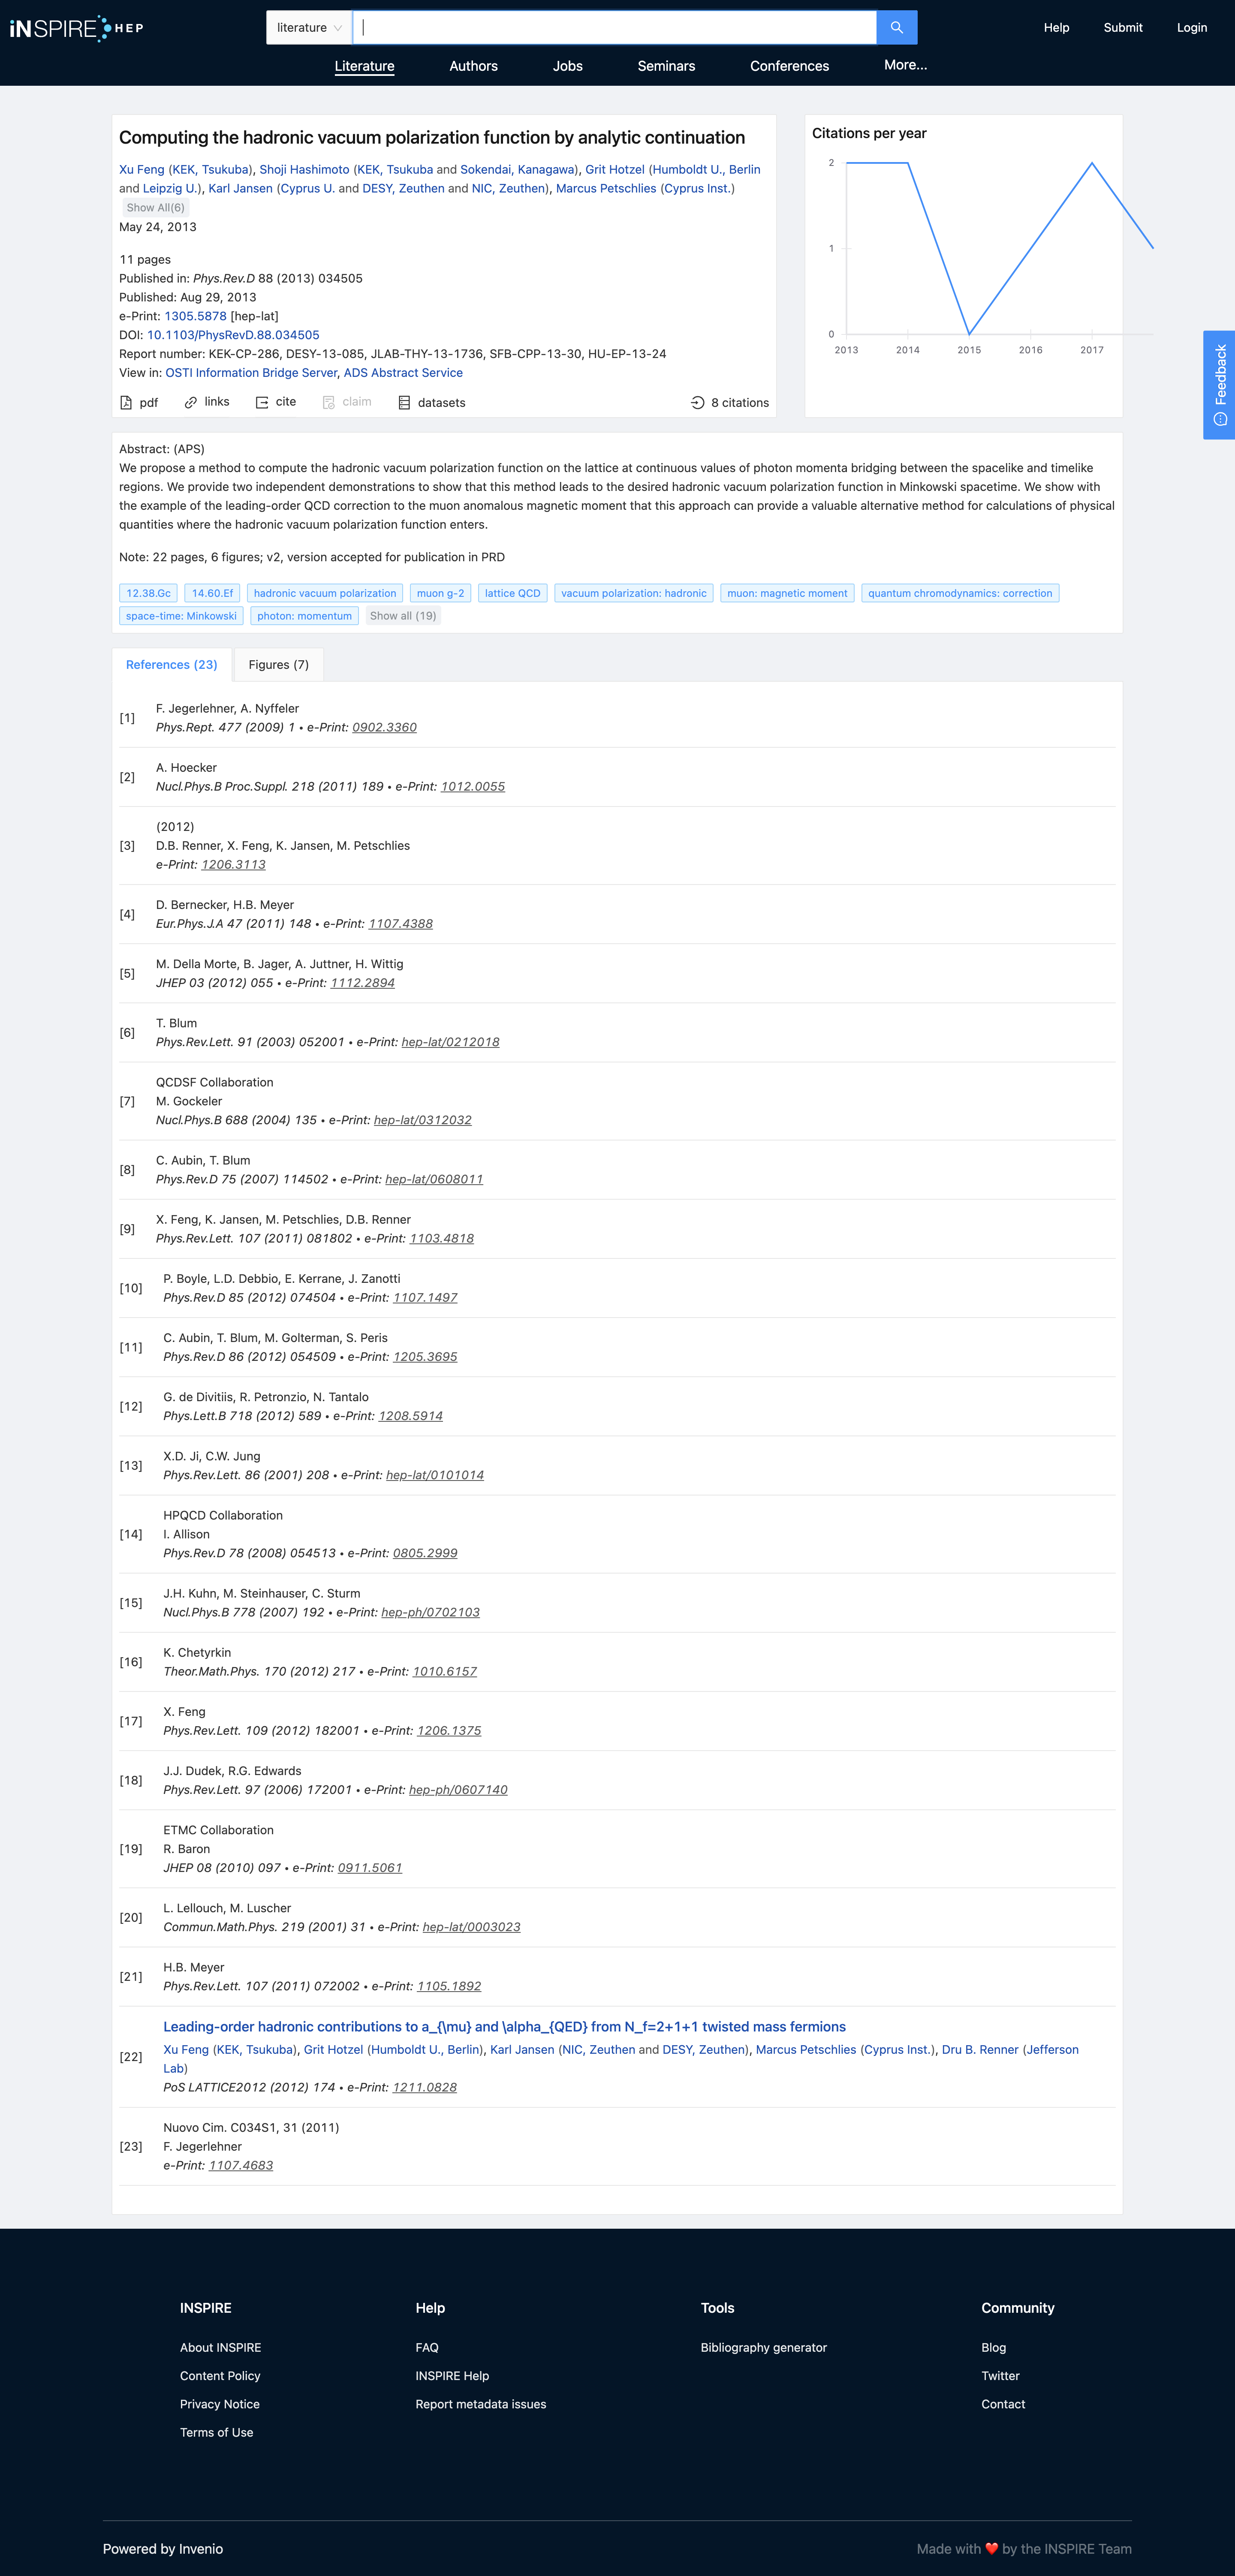 iNSPIRE HEP
literature
Help
Submit
Login
Literature
Authors
Jobs
Seminars
Conferences
More...
Computing the hadronic vacuum polarization function by analytic continuation
Xu Feng (KEK, Tsukuba), Shoji Hashimoto (KEK, Tsukuba and Sokendai, Kanagawa), Grit Hotzel (Humboldt U., Berlin
and Leipzig U.), Karl Jansen (Cyprus U. and DESY, Zeuthen and NIC, Zeuthen), Marcus Petschlies (Cyprus Inst.)
Show All(6)
May 24, 2013
11 pages
Published in: Phys.Rev.D 88 (2013) 034505
Published: Aug 29, 2013
e-Print: 1305.5878 [hep-lat]
DOI: 10.1103/PhysRevD.88.034505
Report number: KEK-CP-286, DESY-13-085, JLAB-THY-13-1736, SFB-CPP-13-30, HU-EP-13-24
View in: OSTI Information Bridge Server, ADS Abstract Service
pdf
links
cite
claim
datasets
8 citations
Citations per year
2
1
0
2013
2014
2015
2016
2017
Feedback
Abstract: (APS)
We propose a method to compute the hadronic vacuum polarization function on the lattice at continuous values of photon momenta bridging between the spacelike and timelike
regions. We provide two independent demonstrations to show that this method leads to the desired hadronic vacuum polarization function in Minkowski spacetime. We show with
the example of the leading-order QCD correction to the muon anomalous magnetic moment that this approach can provide a valuable alternative method for calculations of physical
quantities where the hadronic vacuum polarization function enters.
Note: 22 pages, 6 figures; v2, version accepted for publication in PRD
12.38.Gc
14.60.Ef
hadronic vacuum polarization
muon g-2
lattice QCD
vacuum polarization: hadronic
muon: magnetic moment
quantum chromodynamics: correction
space-time: Minkowski
photon: momentum
Show all (19)
References (23)
Figures (7)
[1]
F. Jegerlehner, A. Nyffeler
Phys.Rept. 477 (2009) 1 • e-Print: 0902.3360
[2]
A. Hoecker
Nucl.Phys.B Proc.Suppl. 218 (2011) 189 • e-Print: 1012.0055
[3]
(2012)
D.B. Renner, X. Feng, K. Jansen, M. Petschlies
e-Print: 1206.3113
[4]
D. Bernecker, H.B. Meyer
Eur.Phys.J.A 47 (2011) 148 • e-Print: 1107.4388
[5]
M. Della Morte, B. Jager, A. Juttner, H. Wittig
JHEP 03 (2012) 055 • e-Print: 1112.2894
[6]
T. Blum
Phys.Rev.Lett. 91 (2003) 052001 • e-Print: hep-lat/0212018
[7]
QCDSF Collaboration
M. Gockeler
Nucl.Phys.B 688 (2004) 135 • e-Print: hep-lat/0312032
[8]
C. Aubin, T. Blum
Phys.Rev.D 75 (2007) 114502 • e-Print: hep-lat/0608011
[9]
X. Feng, K. Jansen, M. Petschlies, D.B. Renner
Phys.Rev.Lett. 107 (2011) 081802 • e-Print: 1103.4818
[10]
P. Boyle, L.D. Debbio, E. Kerrane, J. Zanotti
Phys.Rev.D 85 (2012) 074504 • e-Print: 1107.1497
[11]
C. Aubin, T. Blum, M. Golterman, S. Peris
Phys.Rev.D 86 (2012) 054509 • e-Print: 1205.3695
[12]
G. de Divitiis, R. Petronzio, N. Tantalo
Phys.Lett.B 718 (2012) 589 • e-Print: 1208.5914
[13]
X.D. Ji, C.W. Jung
Phys.Rev.Lett. 86 (2001) 208 • e-Print: hep-lat/0101014
[14]
HPQCD Collaboration
I. Allison
Phys.Rev.D 78 (2008) 054513 • e-Print: 0805.2999
[15]
J.H. Kuhn, M. Steinhauser, C. Sturm
Nucl.Phys.B 778 (2007) 192 • e-Print: hep-ph/0702103
[16]
K. Chetyrkin
Theor.Math.Phys. 170 (2012) 217 • e-Print: 1010.6157
[17]
X. Feng
Phys.Rev.Lett. 109 (2012) 182001 • e-Print: 1206.1375
[18]
J.J. Dudek, R.G. Edwards
Phys.Rev.Lett. 97 (2006) 172001 • e-Print: hep-ph/0607140
[19]
ETMC Collaboration
R. Baron
JHEP 08 (2010) 097 • e-Print: 0911.5061
[20]
L. Lellouch, M. Luscher
Commun.Math.Phys. 219 (2001) 31 • e-Print: hep-lat/0003023
[21]
H.B. Meyer
Phys.Rev.Lett. 107 (2011) 072002 • e-Print: 1105.1892
[22]
Leading-order hadronic contributions to a_{\mu} and \alpha_{QED} from N_f=2+1+1 twisted mass fermions
Xu Feng (KEK, Tsukuba), Grit Hotzel (Humboldt U., Berlin), Karl Jansen (NIC, Zeuthen and DESY, Zeuthen), Marcus Petschlies (Cyprus Inst.), Dru B. Renner (Jefferson
Lab)
PoS LATTICE2012 (2012) 174 • e-Print: 1211.0828
[23]
Nuovo Cim. C034S1, 31 (2011)
F. Jegerlehner
e-Print: 1107.4683
INSPIRE
About INSPIRE
Content Policy
Privacy Notice
Terms of Use
Help
FAQ
INSPIRE Help
Report metadata issues
Tools
Bibliography generator
Community
Blog
Twitter
Contact
Powered by Invenio
Made with ❤ by the INSPIRE Team